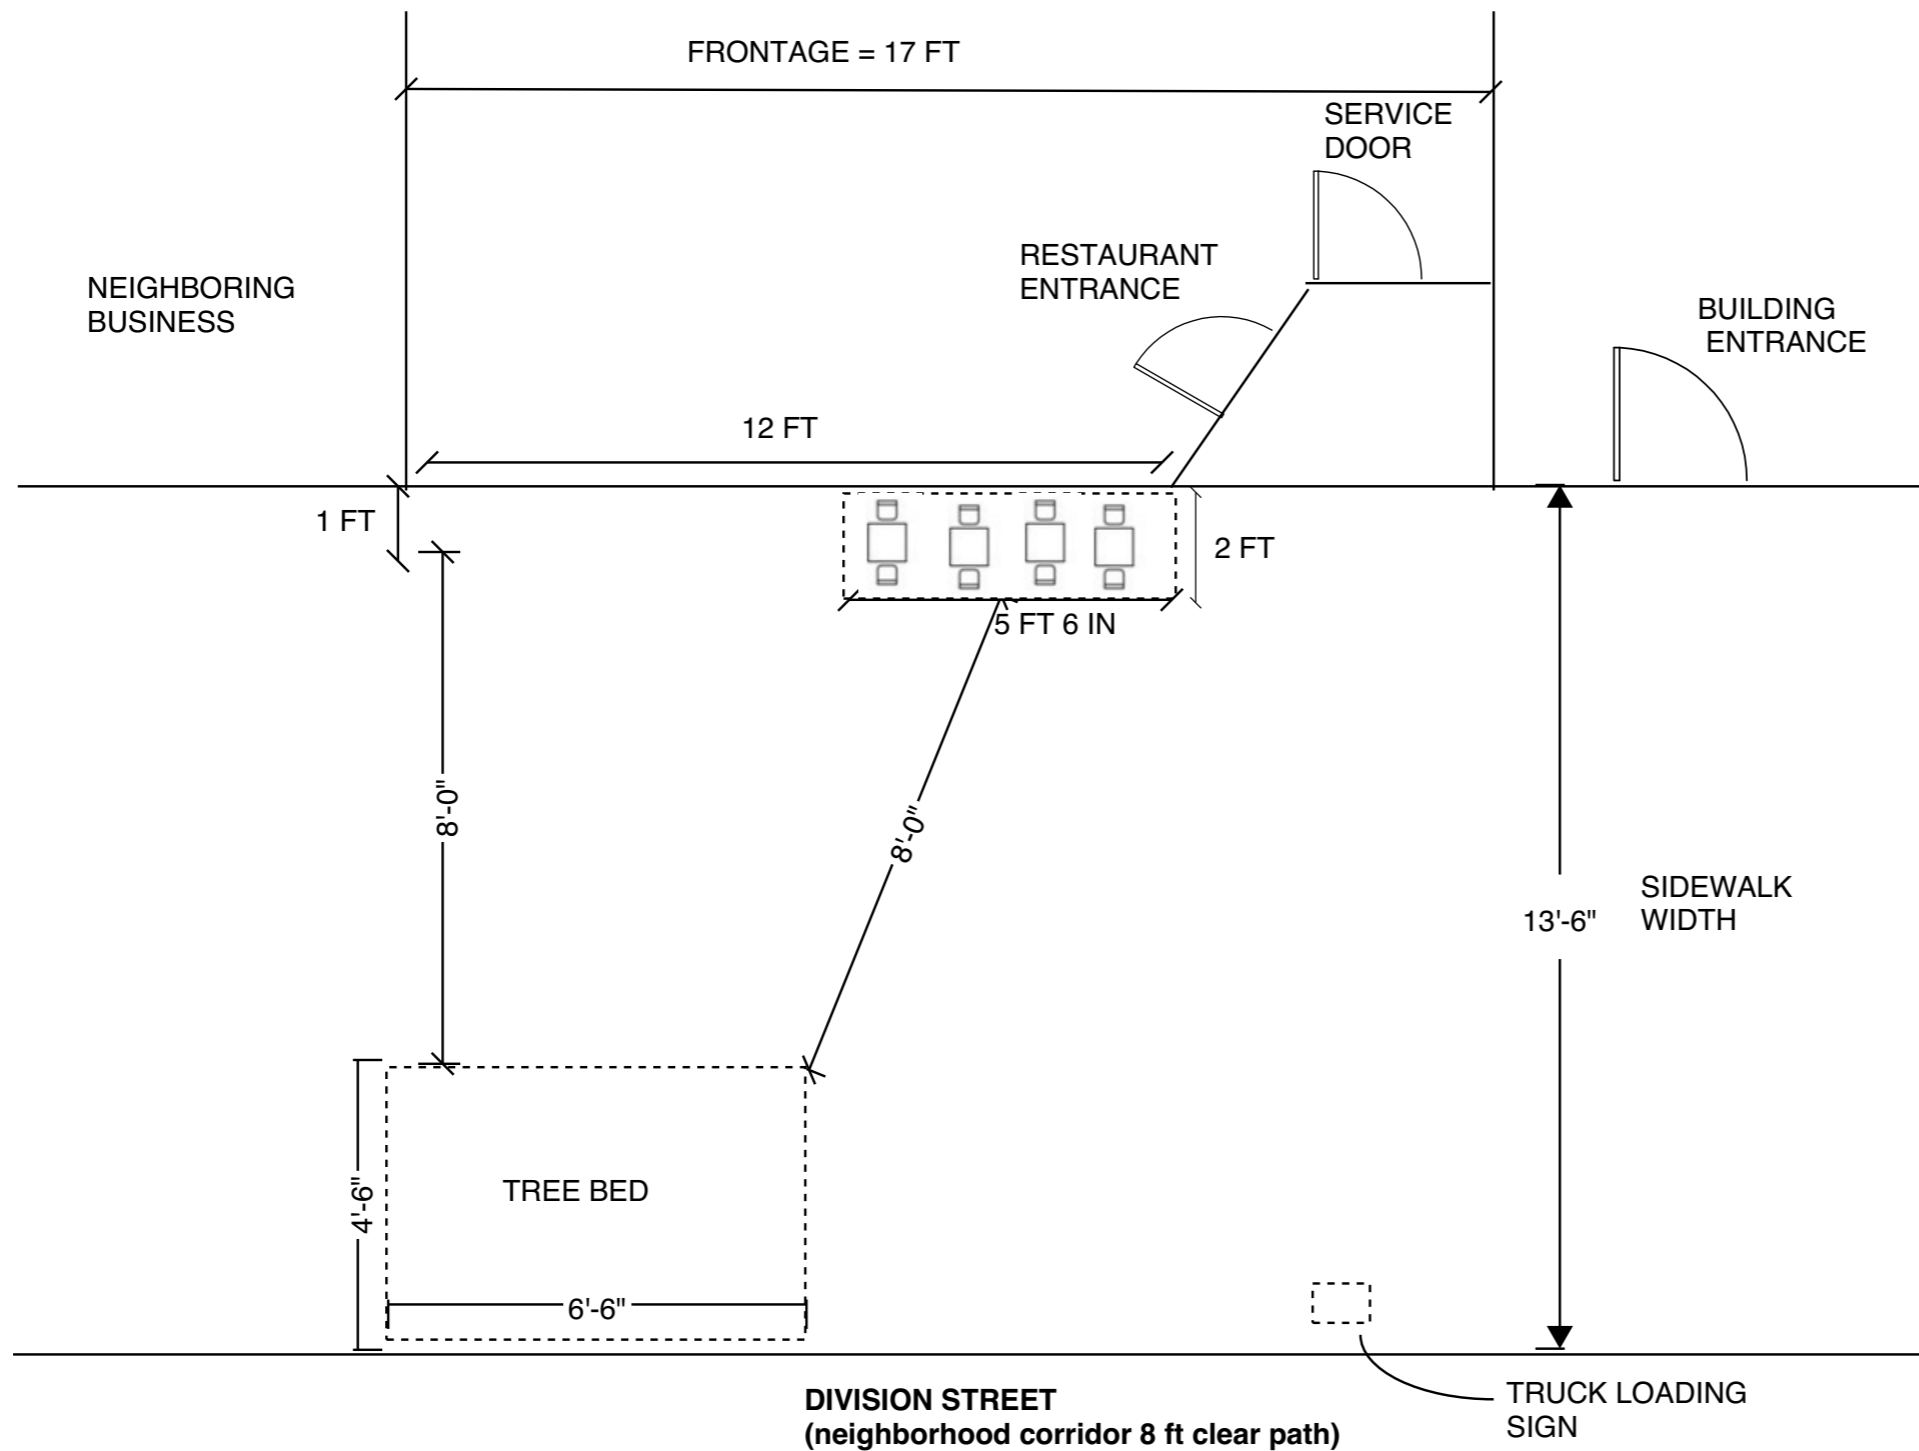 FRONTAGE = 17 FT
SERVICE
DOOR
RESTAURANT
ENTRANCE
NEIGHBORING
BUSINESS
BUILDING
ENTRANCE
12 FT
1 FT
2 FT
5 FT 6 IN
8'-0"
8'-0"
SIDEWALK
WIDTH
13'-6"
4'-6"
TREE BED
6'-6"
DIVISION STREET
(neighborhood corridor 8 ft clear path)
TRUCK LOADING
SIGN